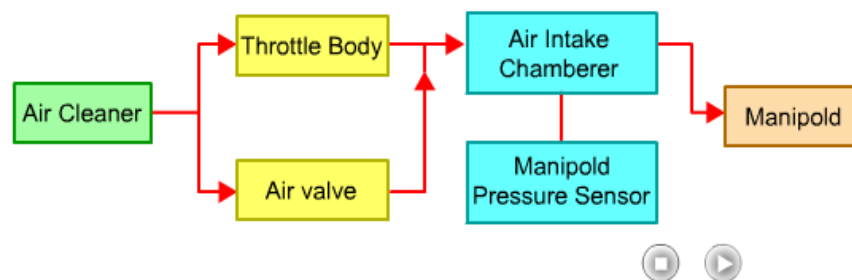 Throttle Body
Air Intake
Chamberer
Air Cleaner
Manipold
Air valve
Manipold
Pressure Sensor